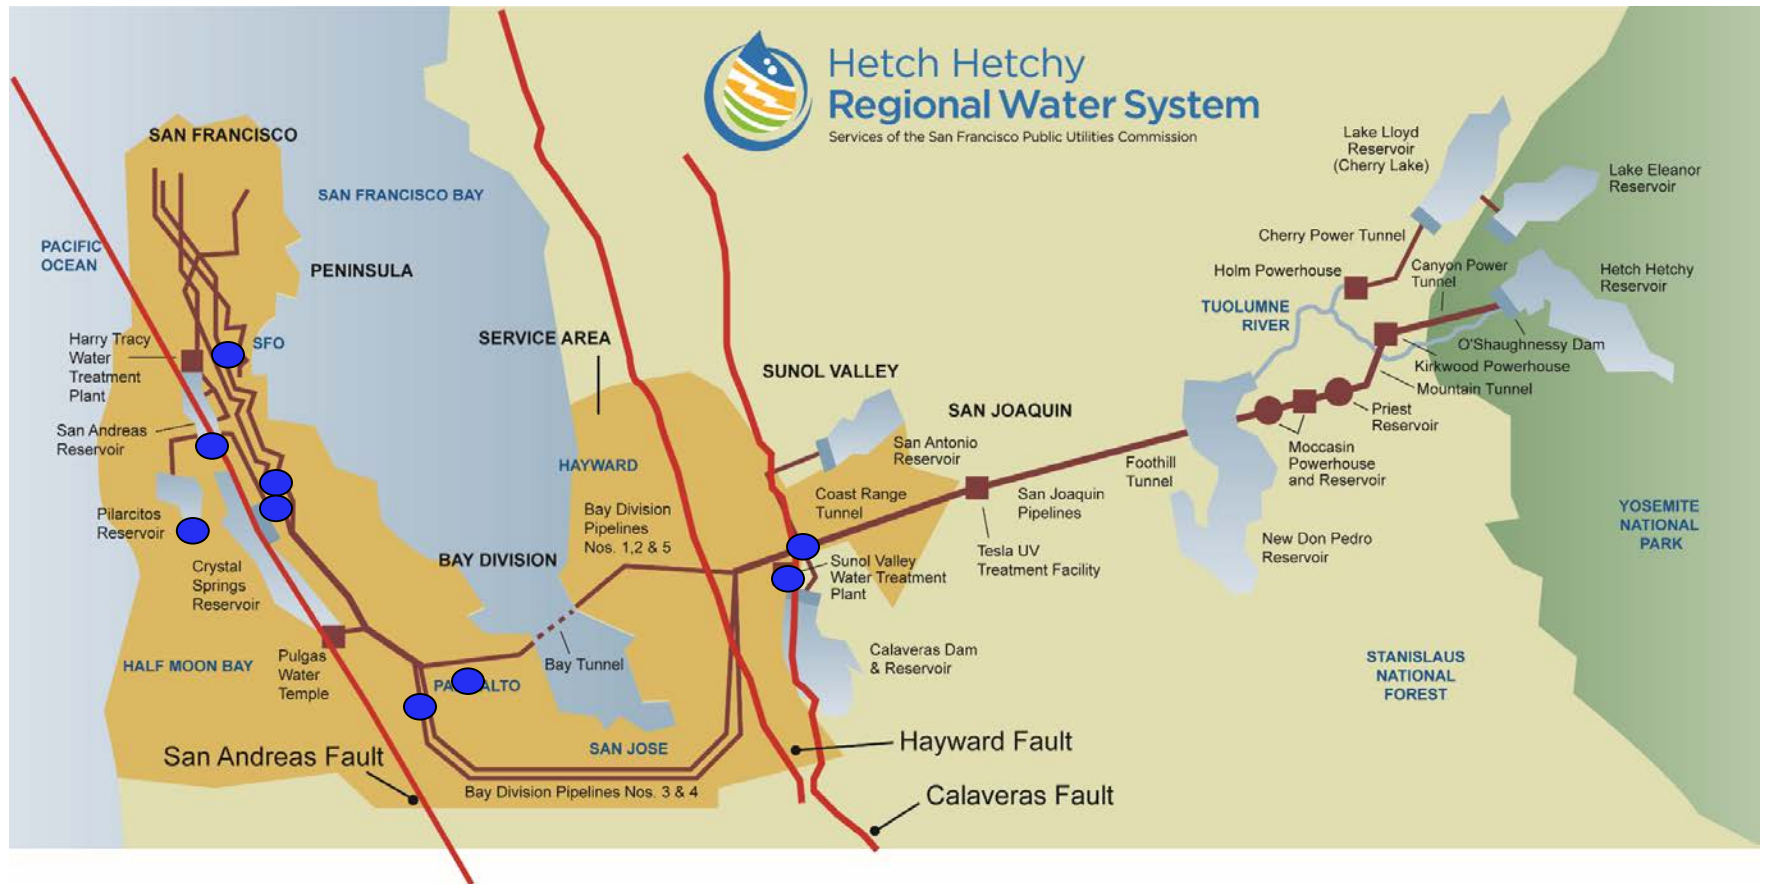 Hetch Hetchy
Regional Water System
Services of the San Francisco Public Utilities Commission
SAN FRANCISCO
SAN FRANCISCO BAY
PACIFIC
OCEAN
PENINSULA
Harry Tracy
Water
Treatment
Plant
SFO
San Andreas
Reservoir
Pilarcitos
Reservoir
Crystal
Springs
Reservoir
HALF MOON BAY
Pulgas
Water
Temple
San Andreas Fault
SERVICE AREA
HAYWARD
Bay Division
Pipelines
Nos. 1,2 & 5
BAY DIVISION
Bay Tunnel
PA ALTO
SAN JOSE
Bay Division Pipelines Nos. 3 & 4
SUNOL VALLEY
San Antonio
Reservoir
Coast Range
Tunnel
Sunol Valley
Water Treatment
Plant
Calaveras Dam
& Reservoir
Hayward Fault
Calaveras Fault
SAN JOAQUIN
San Joaquin
Pipelines
Tesla UV
Treatment Facility
Foothill
Tunnel
New Don Pedro
Reservoir
Moccasin
Powerhouse
and Reservoir
Priest
Reservoir
Mountain Tunnel
Kirkwood Powerhouse
O'Shaughnessy Dam
Canyon Power
Tunnel
TUOLUMNE
RIVER
Holm Powerhouse
Cherry Power Tunnel
Lake Lloyd
Reservoir
(Cherry Lake)
Lake Eleanor
Reservoir
Hetch Hetchy
Reservoir
YOSEMITE
NATIONAL
PARK
STANISLAUS
NATIONAL
FOREST